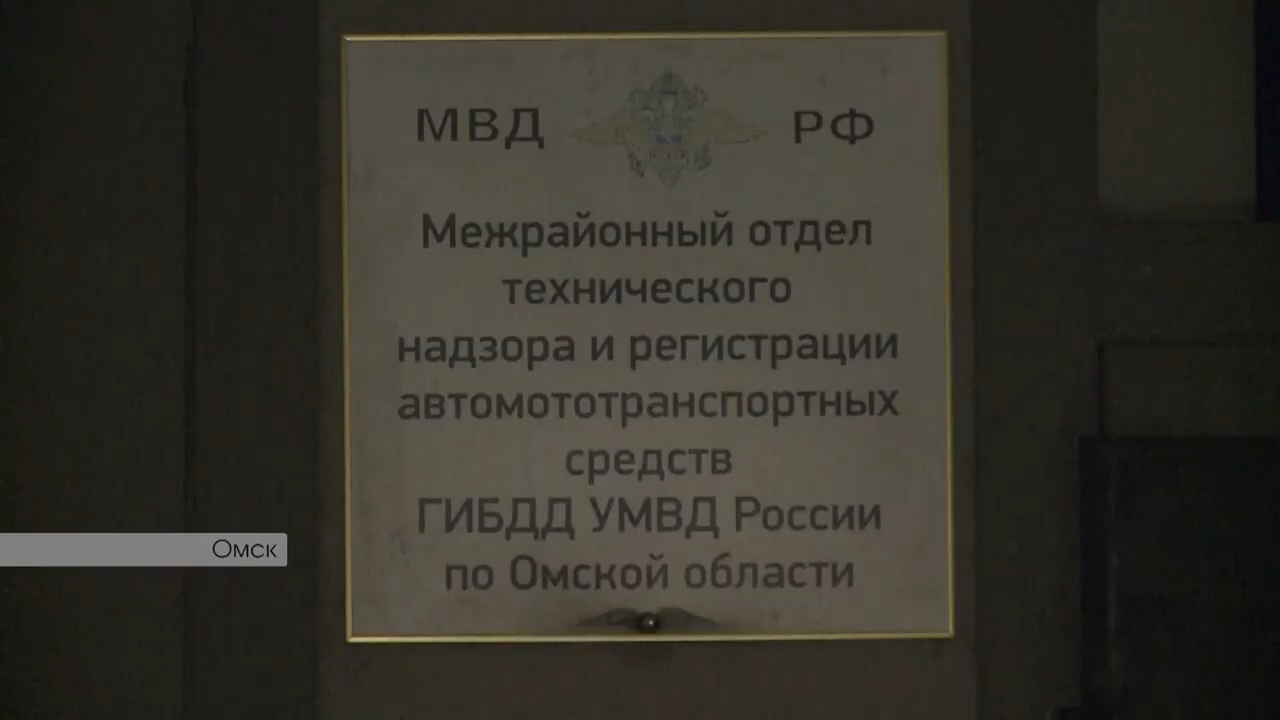 МВД РФ
Межрайонный отдел
технического
надзора и регистрации
автомототранспортных
средств
ГИБДД УМВД России
по Омской области
Омск